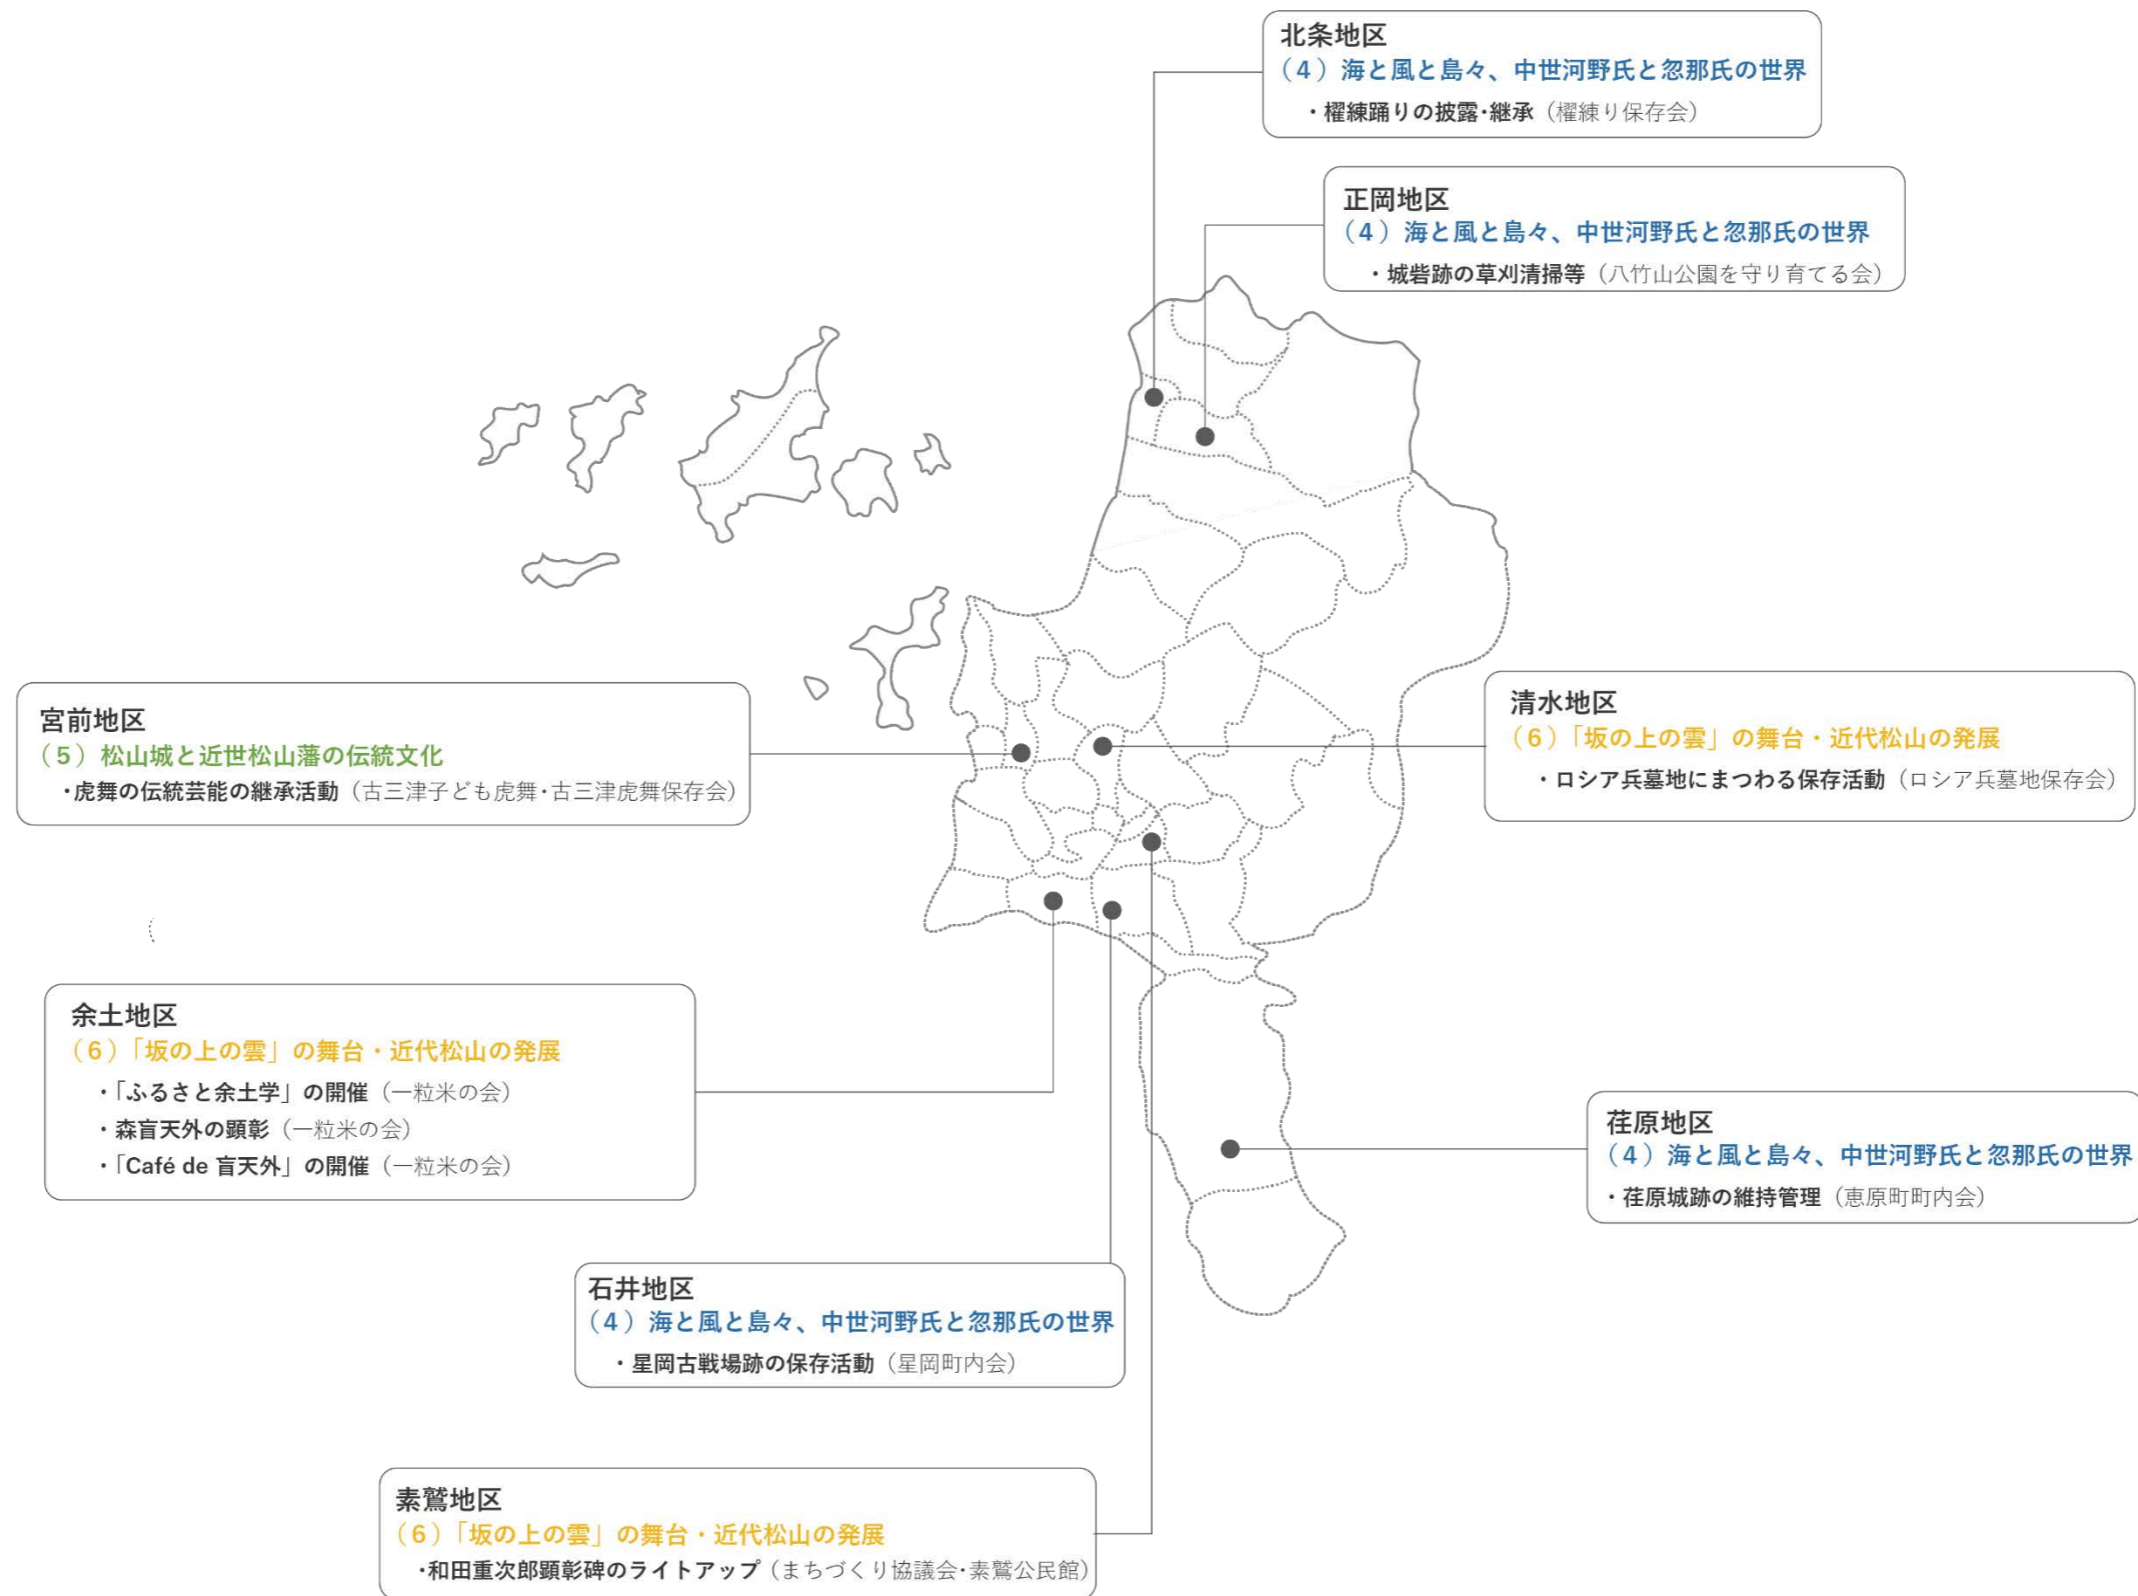 北条地区
(4)海と風と島々、中世河野氏と忽那氏の世界
・櫂練踊りの披露･継承(櫂練り保存会)
正岡地区
(4)海と風と島々、中世河野氏と忽那氏の世界
・城砦跡の草刈清掃等(八竹山公園を守り育てる会)
宮前地区
(5)松山城と近世松山藩の伝統文化
・虎舞の伝統芸能の継承活動(古三津子ども虎舞･古三津虎舞保存会)
清水地区
(6)「坂の上の雲」の舞台・近代松山の発展
・ロシア兵墓地にまつわる保存活動(ロシア兵墓地保存会)
余土地区
(6)「坂の上の雲」の舞台・近代松山の発展
・「ふるさと余土学」の開催(一粒米の会)
・森盲天外の顕彰(一粒米の会)
・「Café de 盲天外」の開催(一粒米の会)
荏原地区
(4)海と風と島々、中世河野氏と忽那氏の世界
・荏原城跡の維持管理(恵原町町内会)
石井地区
(4)海と風と島々、中世河野氏と忽那氏の世界
・星岡古戦場跡の保存活動(星岡町内会)
素鵞地区
(6)「坂の上の雲」の舞台・近代松山の発展
・和田重次郎顕彰碑のライトアップ(まちづくり協議会･素鵞公民館)